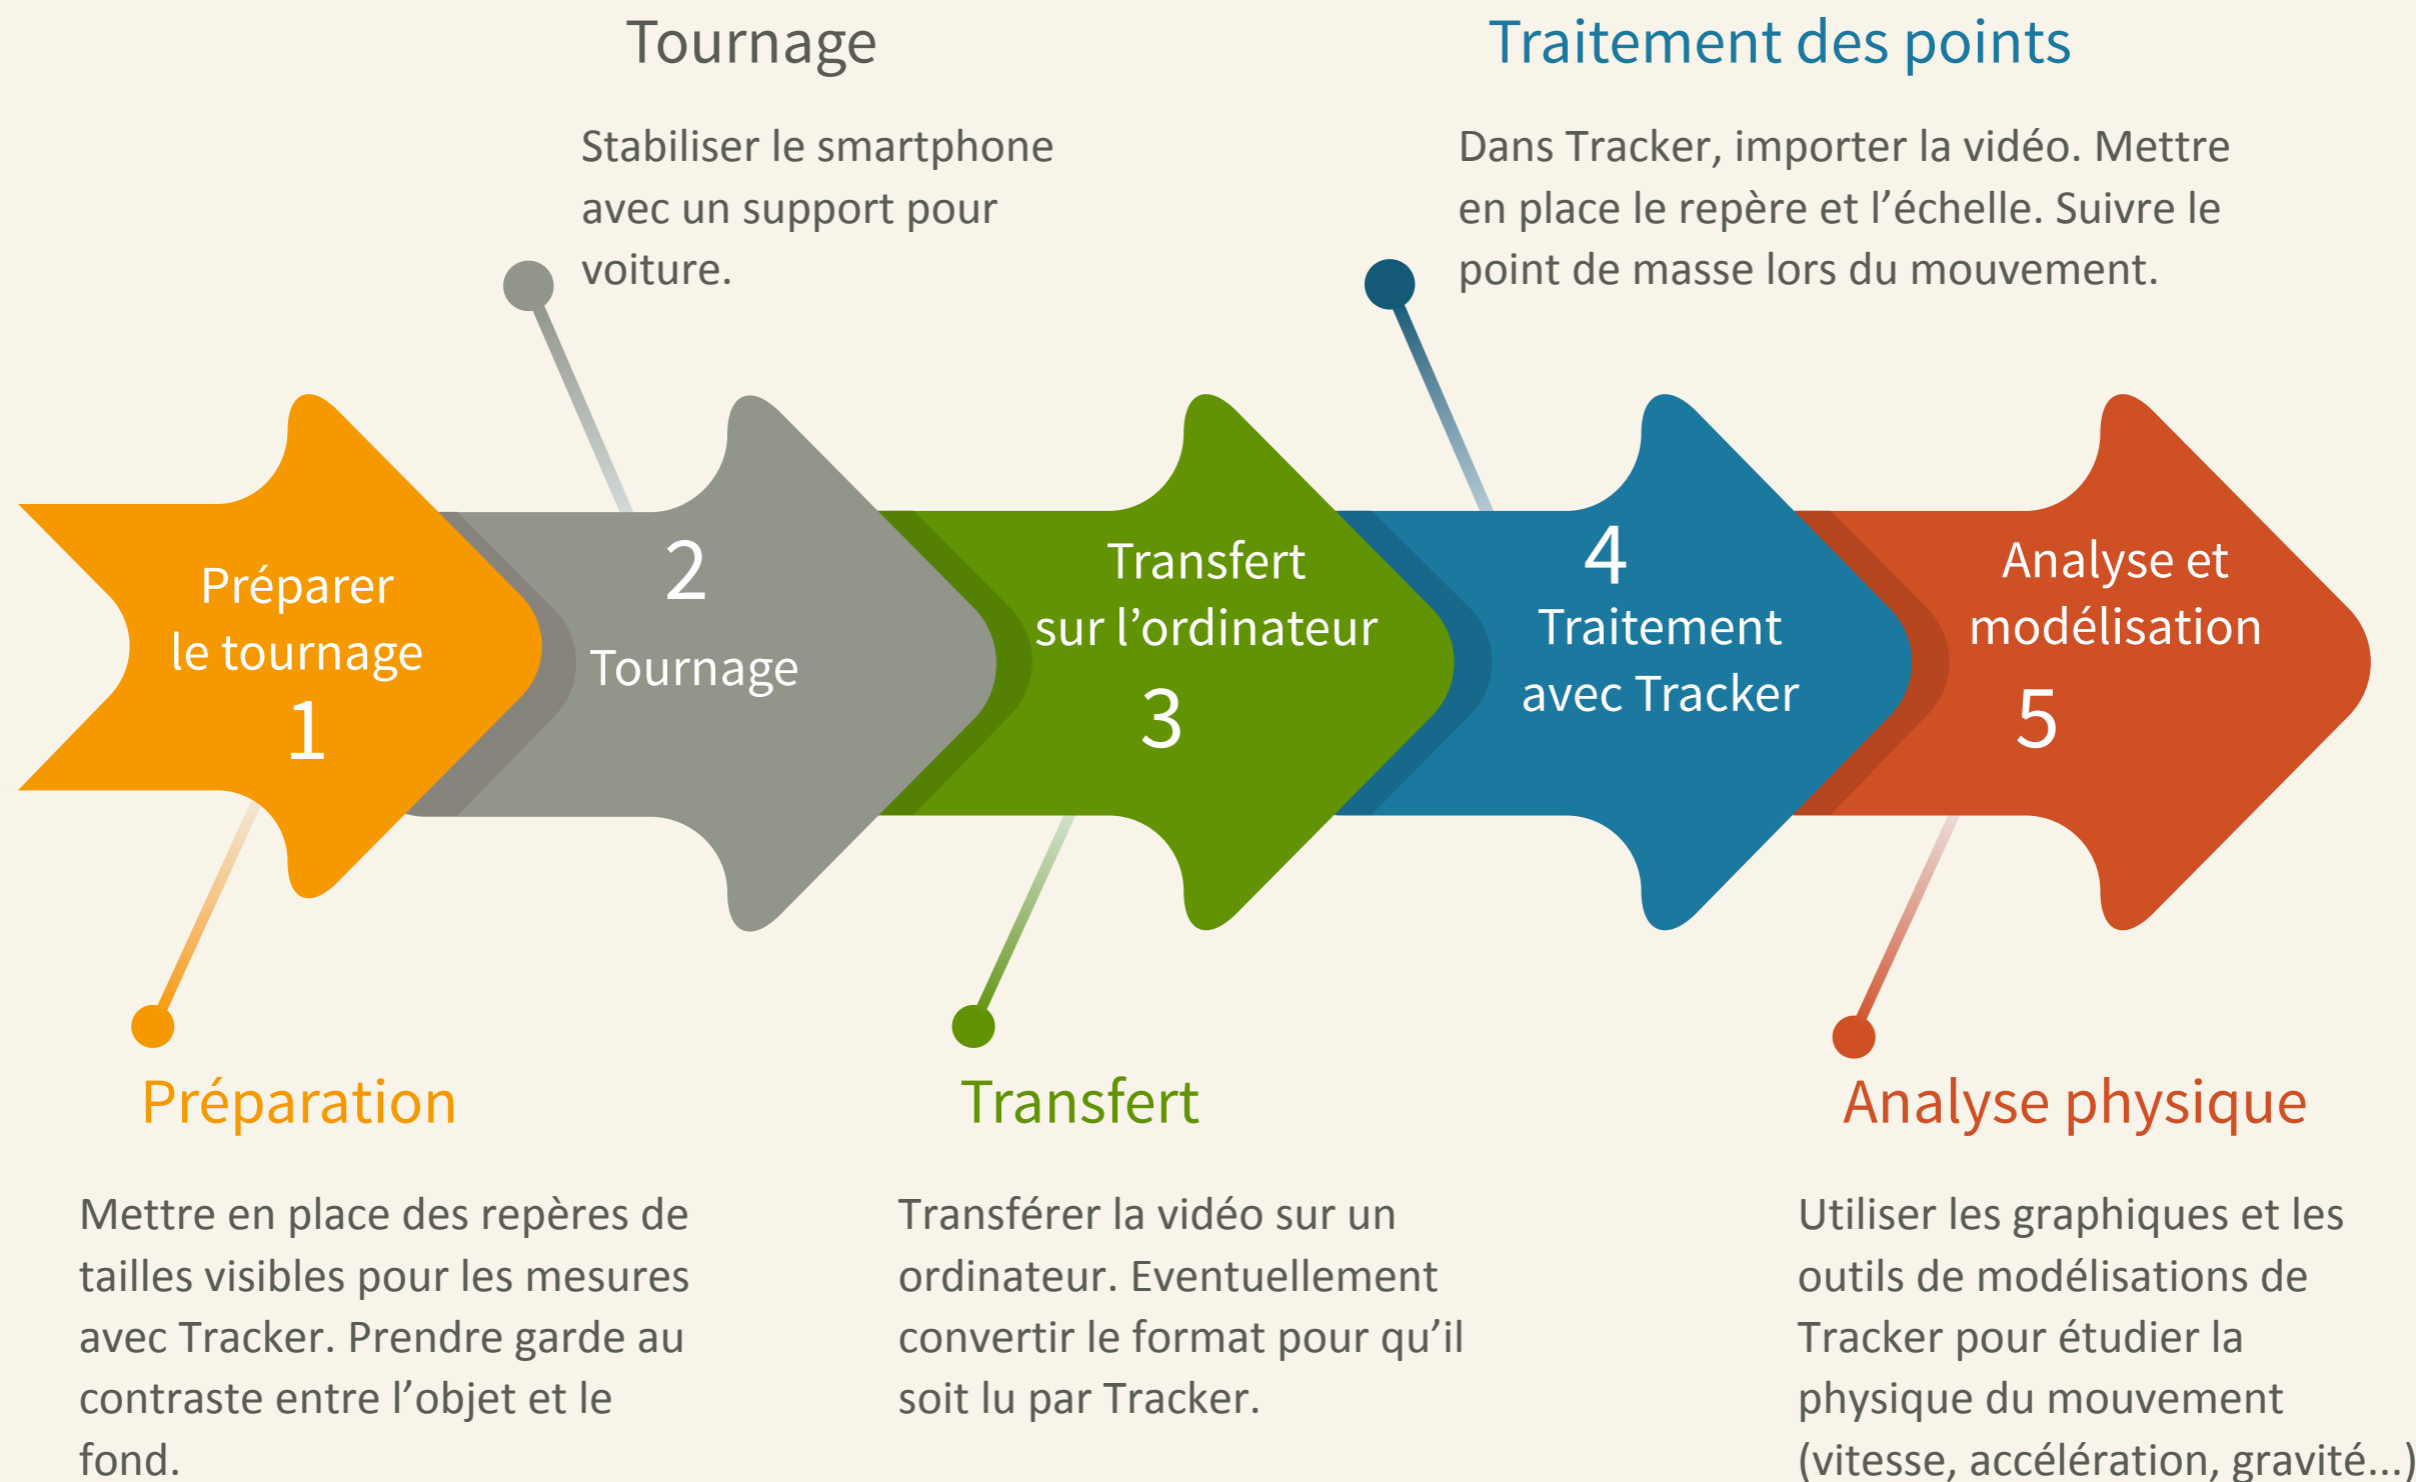 Tournage
Stabiliser le smartphone
avec un support pour
voiture.
Traitement des points
Dans Tracker, importer la vidéo. Mettre
en place le repère et l’échelle. Suivre le
point de masse lors du mouvement.
Préparer
le tournage
1
2
Tournage
Transfert
sur l’ordinateur
3
4
Traitement
avec Tracker
Analyse et
modélisation
5
Préparation
Mettre en place des repères de
tailles visibles pour les mesures
avec Tracker. Prendre garde au
contraste entre l’objet et le
fond.
Transfert
Transférer la vidéo sur un
ordinateur. Eventuellement
convertir le format pour qu’il
soit lu par Tracker.
Analyse physique
Utiliser les graphiques et les
outils de modélisations de
Tracker pour étudier la
physique du mouvement
(vitesse, accélération, gravité...)